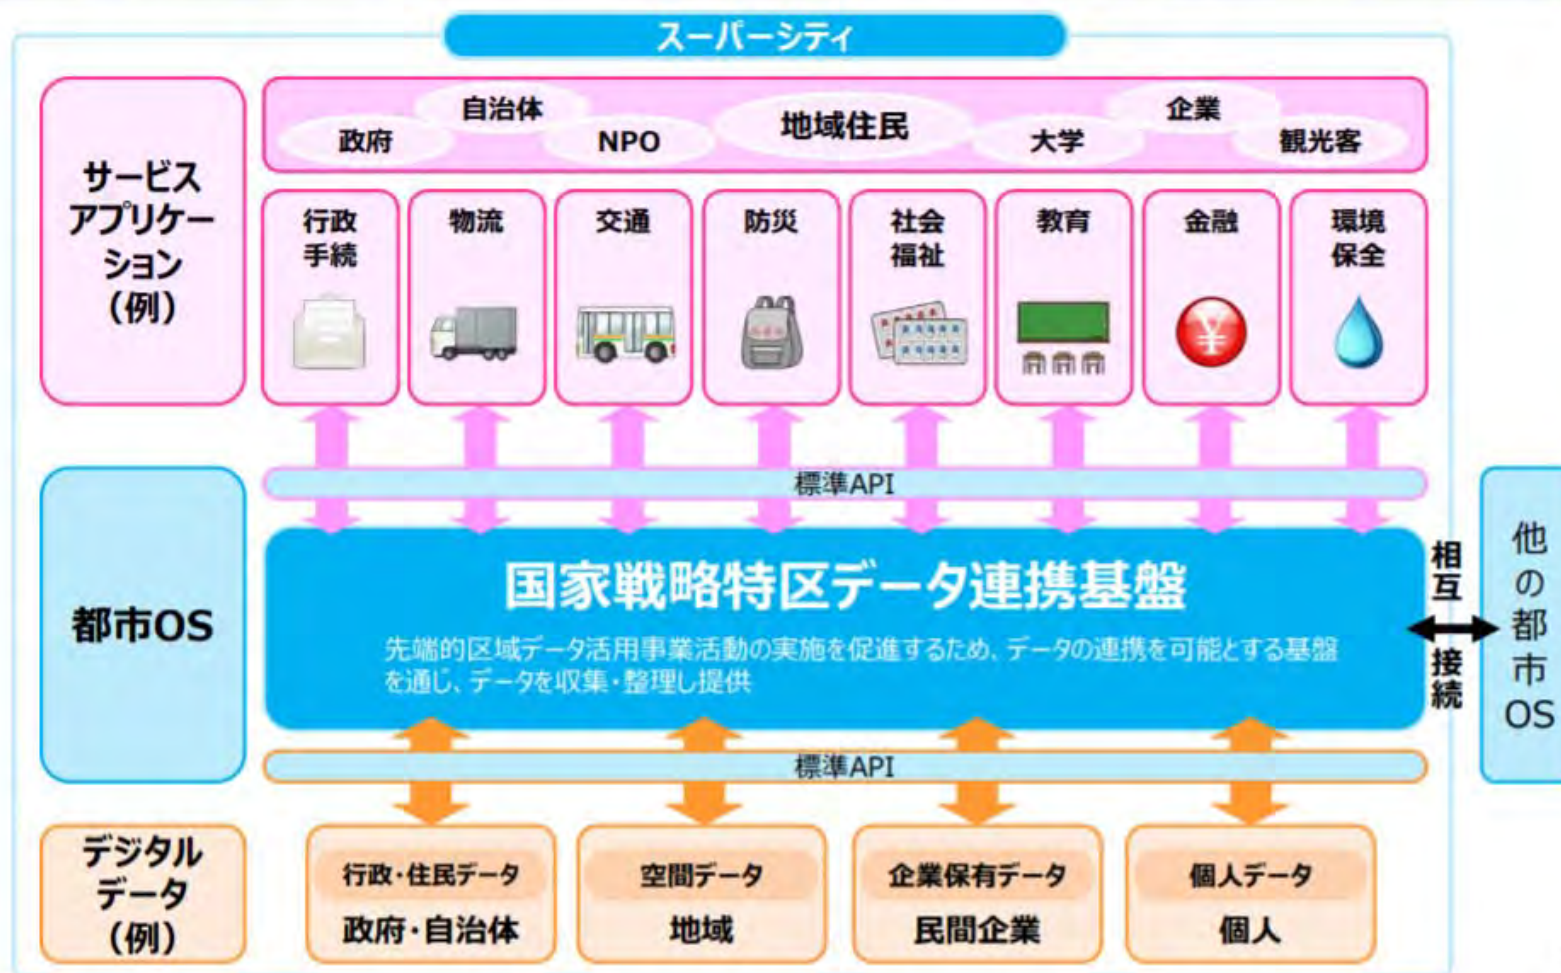 スーパーシティ
サービス
アプリケー
ション
（例）
政府
自治体
NPO
地域住民
大学
企業
観光客
行政
手続
物流
交通
防災
社会
福祉
教育
金融
環境
保全
標準API
都市OS
国家戦略特区データ連携基盤
先端的区域データ活用事業活動の実施を促進するため、データの連携を可能とする基盤
を通じ、データを収集・整理し提供
相互
接続
他の都市OS
標準API
デジタル
データ
（例）
行政・住民データ
政府・自治体
空間データ
地域
企業保有データ
民間企業
個人データ
個人